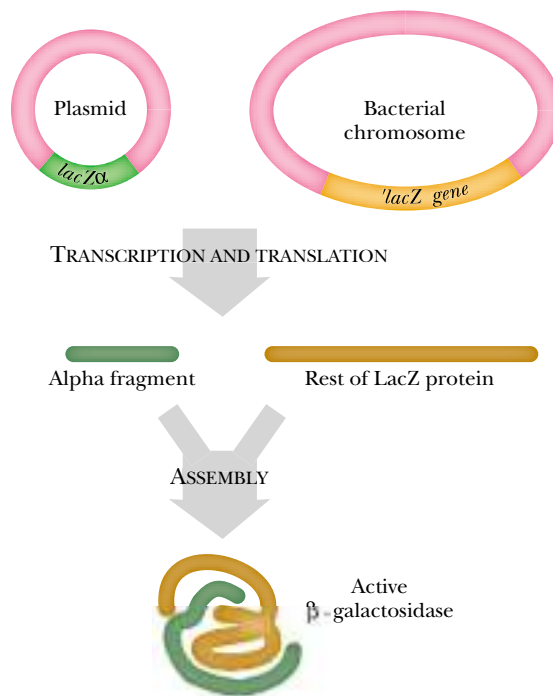 Plasmid
lacZα
Bacterial
chromosome
'lacZ gene
TRANSCRIPTION AND TRANSLATION
Alpha fragment
Rest of LacZ protein
ASSEMBLY
Active
β-galactosidase